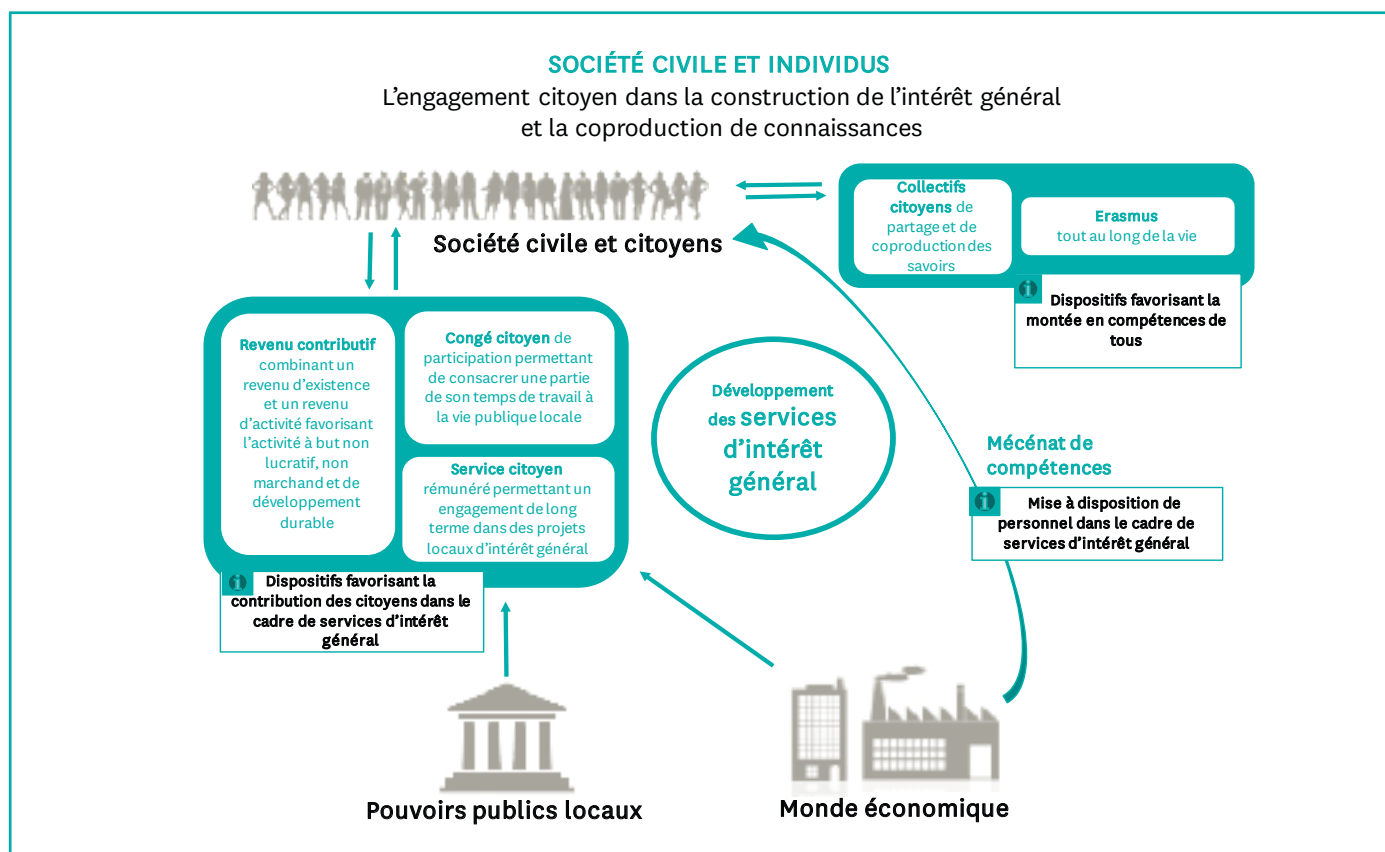 SOCIÉTÉ CIVILE ET INDIVIDUS
L’engagement citoyen dans la construction de l’intérêt général
et la coproduction de connaissances
Société civile et citoyens
Collectifs
citoyens de
partage et de
coproduction des
savoirs
Erasmus
tout au long de la vie
Dispositifs favorisant la
montée en compétences de
tous
Revenu contributif
combinant un
revenu d’existence
et un revenu
d’activité favorisant
l’activité à but non
lucratif, non
marchand et de
développement
durable
Congé citoyen de
participation permettant
de consacrer une partie
de son temps de travail à
la vie publique locale
Service citoyen
rémunéré permettant un
engagement de long
terme dans des projets
locaux d’intérêt général
Dispositifs favorisant la
contribution des citoyens dans le
cadre de services d’intérêt
général
Développement
des services
d’intérêt
général
Mécénat de
compétences
Mise à disposition de
personnel dans le cadre de
services d’intérêt général
Pouvoirs publics locaux
Monde économique